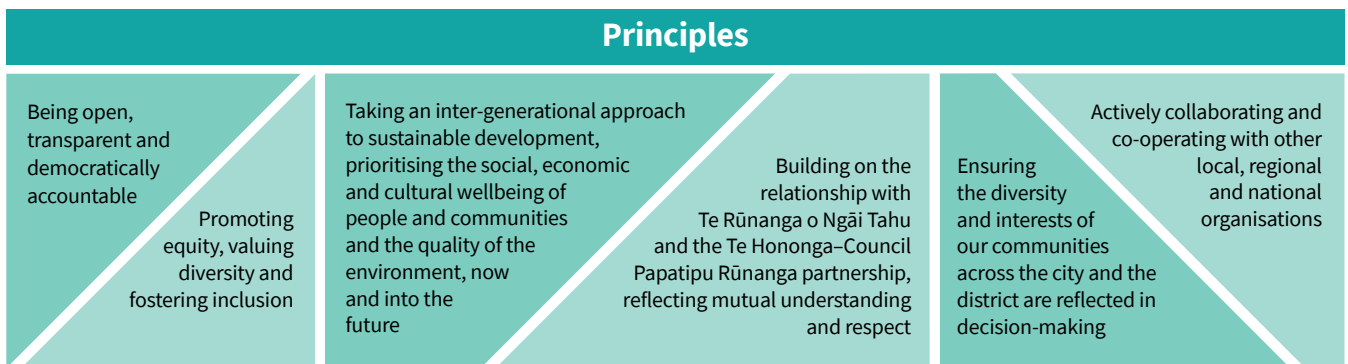 Principles
Being open,
transparent and
democratically
accountable
Promoting
equity, valuing
diversity and
fostering inclusion
Taking an inter-generational approach
to sustainable development,
prioritising the social, economic
and cultural wellbeing of
people and communities
and the quality of the
environment, now
and into the
future
Building on the
relationship with
Te Rūnanga o Ngāi Tahu
and the Te Hononga–Council
Papatipu Rūnanga partnership,
reflecting mutual understanding
and respect
Ensuring
the diversity
and interests of
our communities
across the city and the
district are reflected in
decision-making
Actively collaborating and
co-operating with other
local, regional
and national
organisations